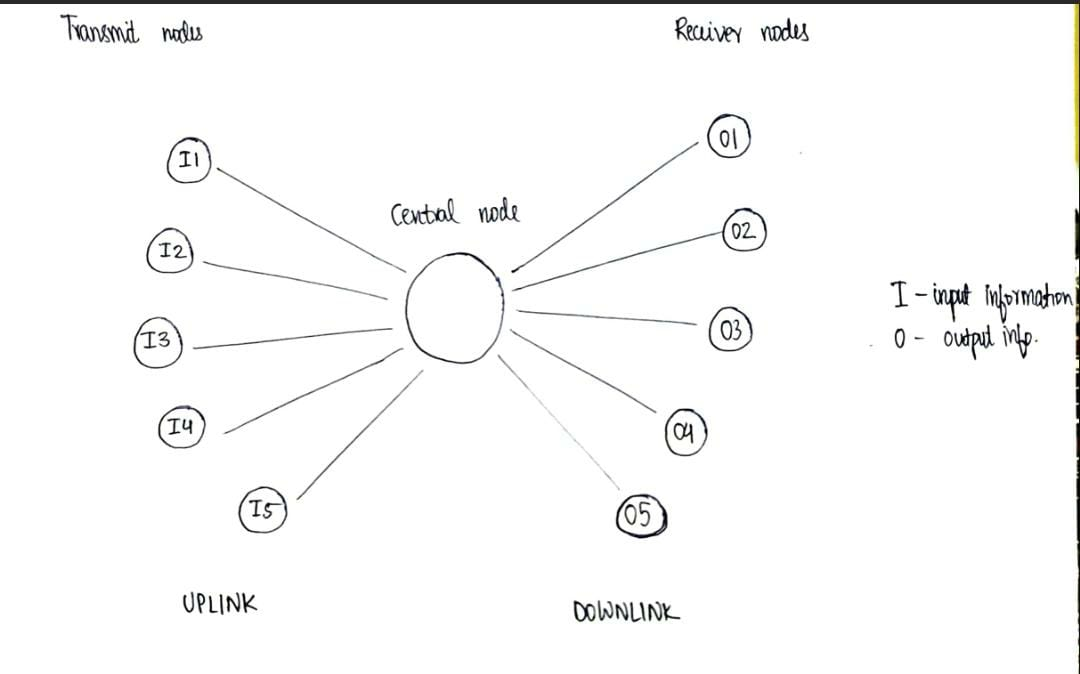 Transmit nodes
Receiver nodes
I1
O1
Central node
I2
O2
I3
O3
I - input information
O - output info.
I4
O4
I5
O5
UPLINK
DOWNLINK